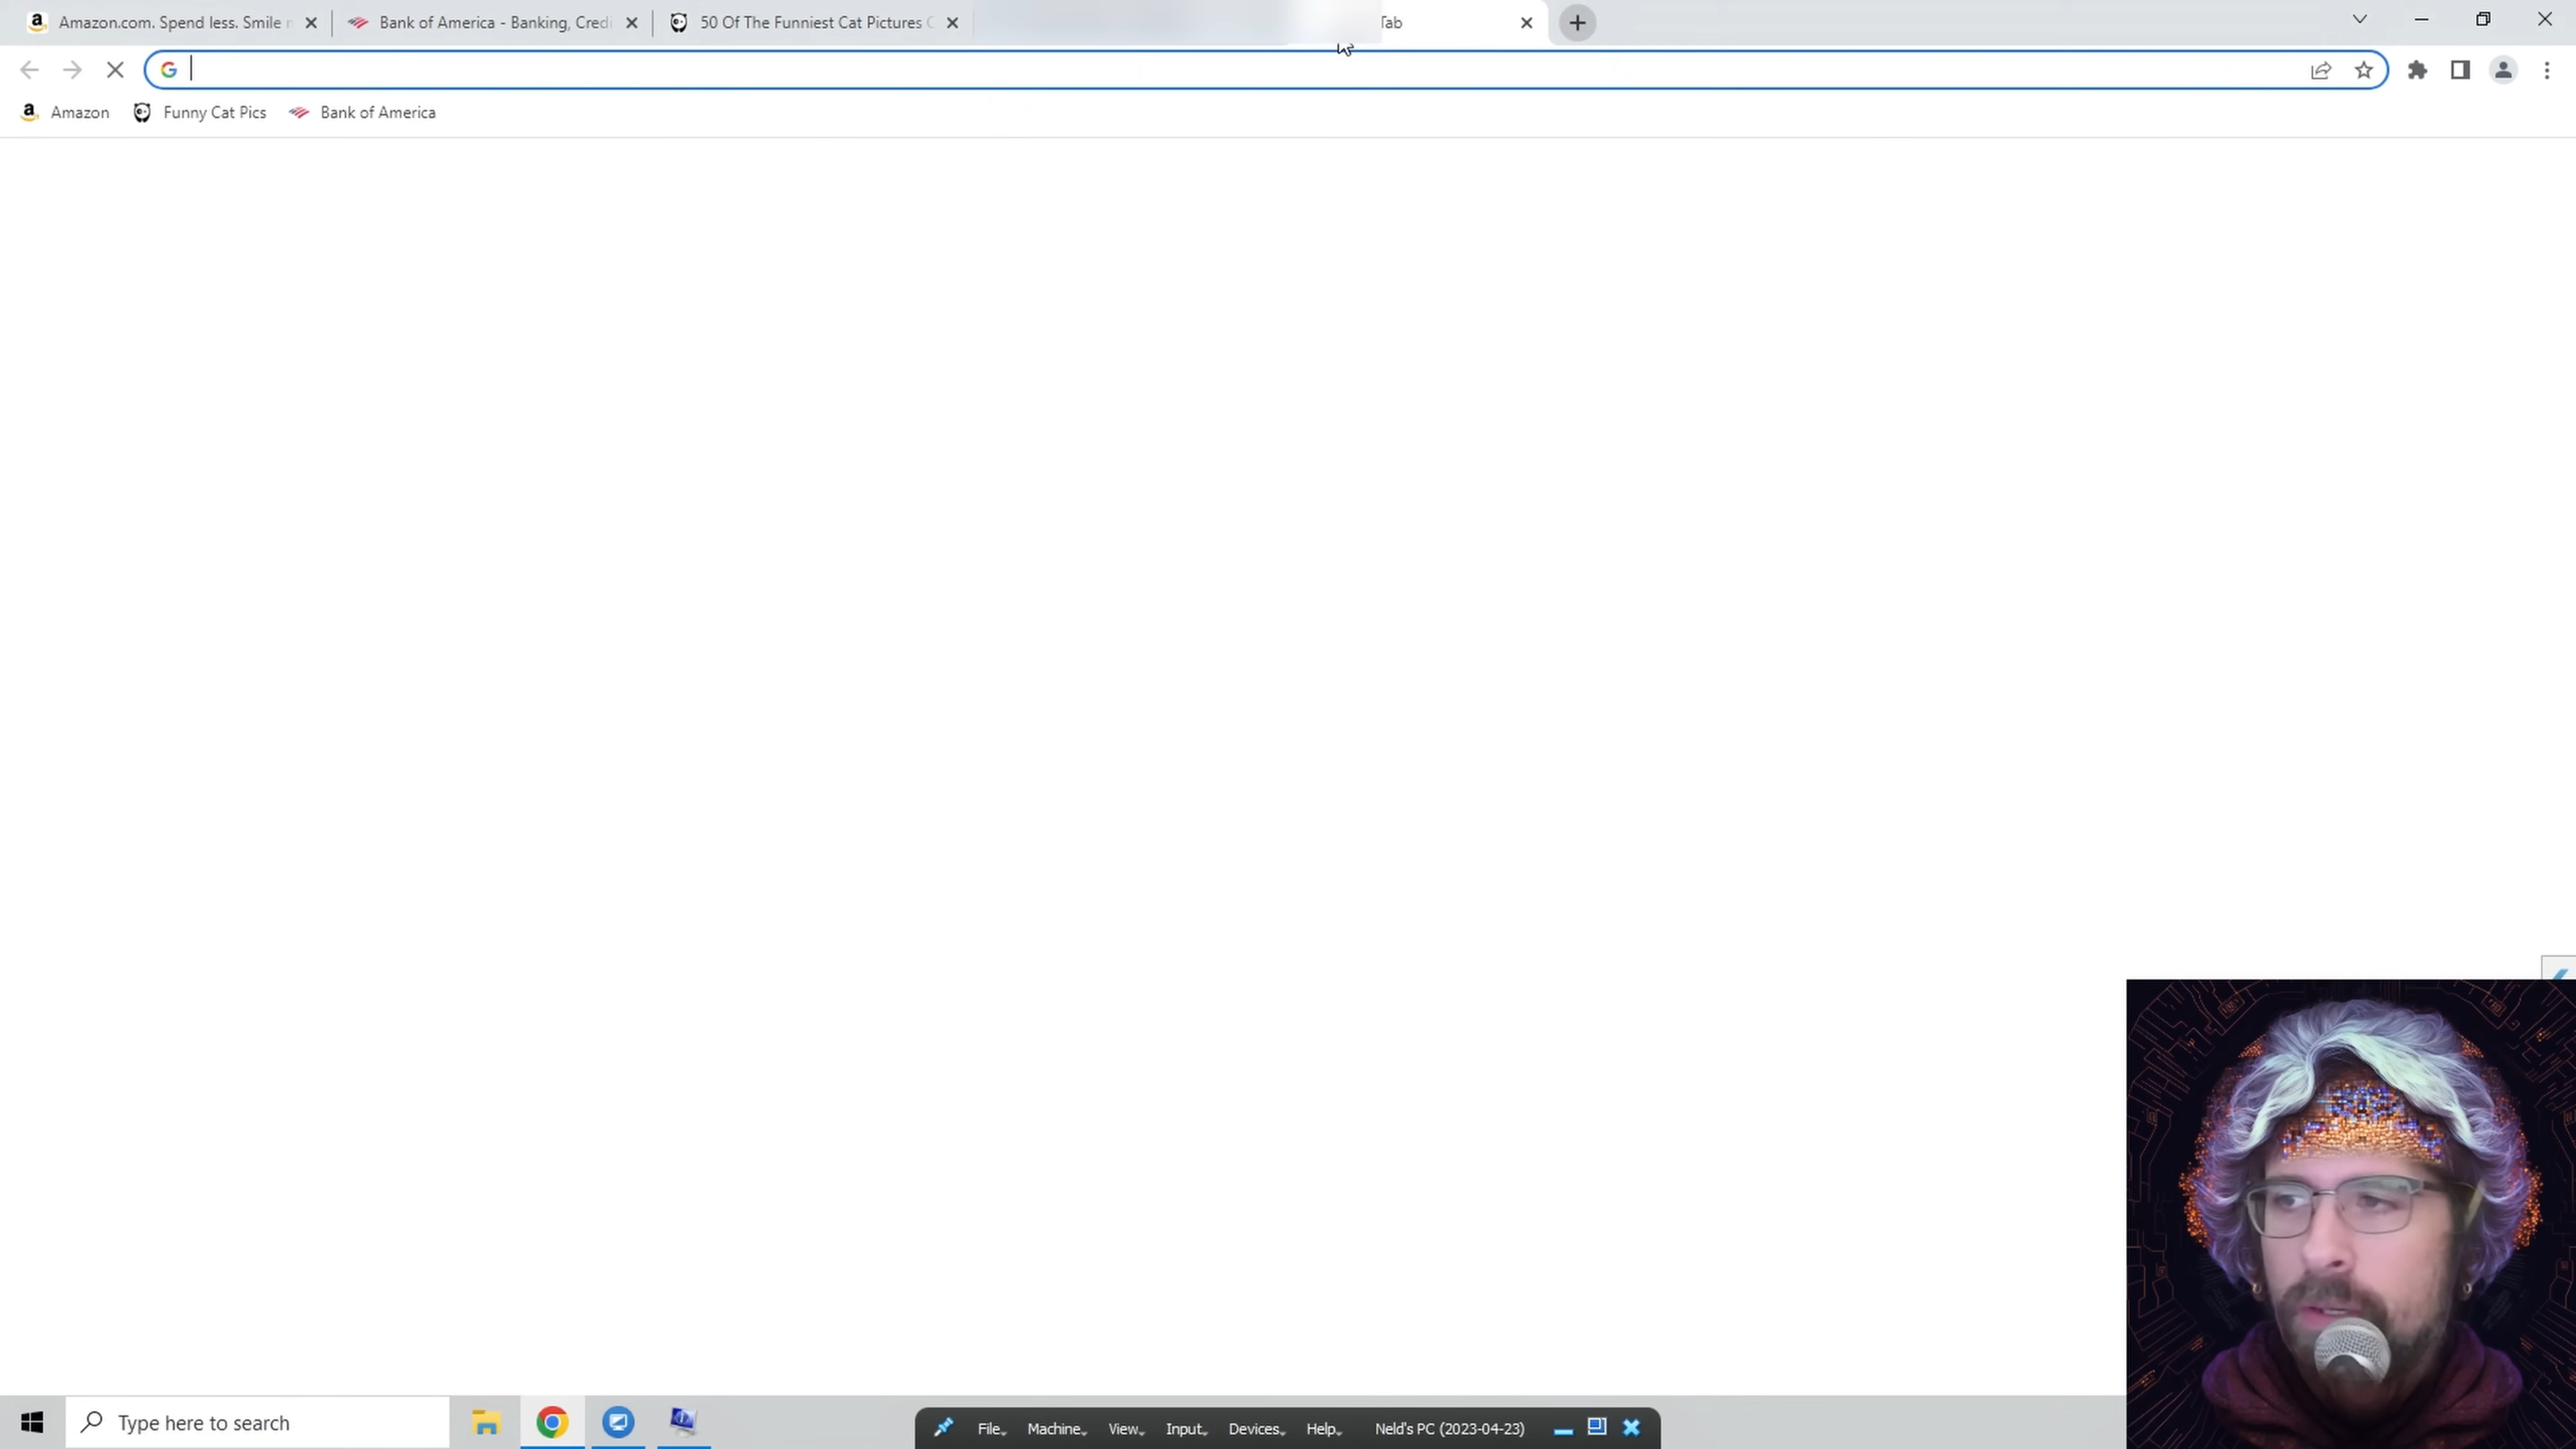 Amazon.com. Spend less. Smile
Bank of America - Banking, Credi
50 Of The Funniest Cat Pictures
Tab
Amazon
Funny Cat Pics
Bank of America
Type here to search
File
Machine
View
Input
Devices
Help
Neld's PC (2023-04-23)